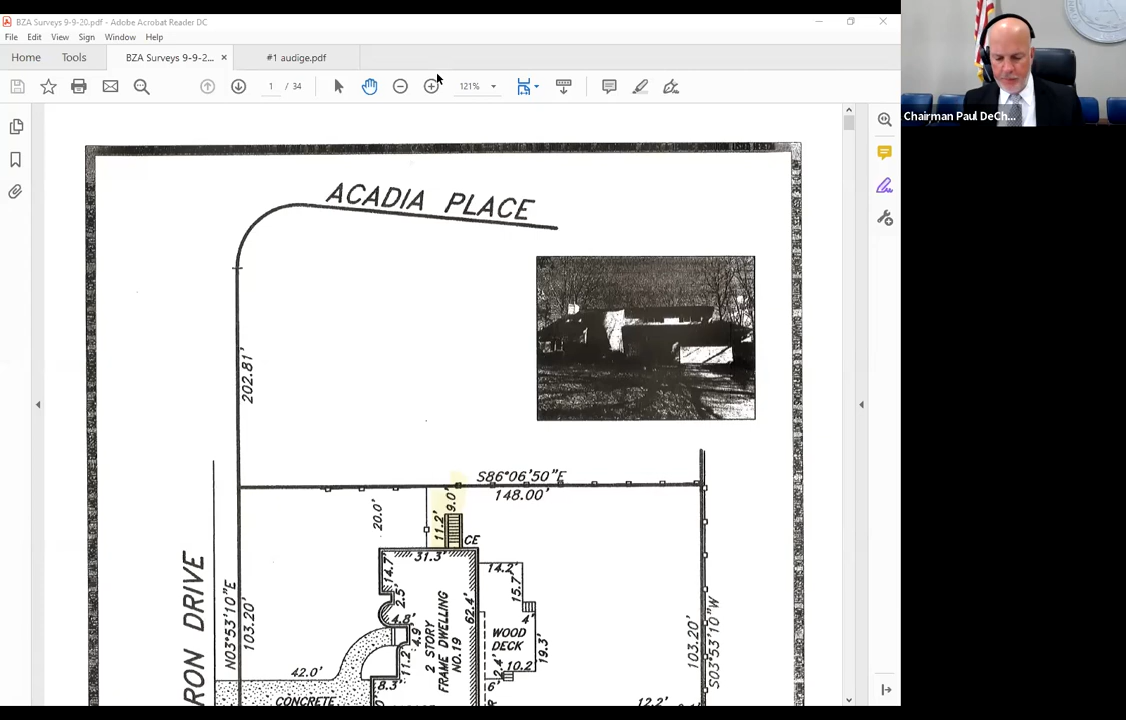 BZA Surveys 9-9-20.pdf - Adobe Acrobat Reader DC
File Edit View Sign Window Help
Home Tools BZA Surveys 9-9-2... × #1 audige.pdf
1 / 34 121%
Chairman Paul DeCh...
ACADIA PLACE
202.81'
S86°06'50"E
148.00'
20.0'
11.2'
9.0'
CE
31.3'
14.7'
2.5'
4.8'
4.9'
11.2'
8.3'
62.4'
2 STORY
FRAME DWELLING
NO.19
14.2'
15.7'
4'
WOOD
DECK
19.3'
2.4'
10.2
6'
RON DRIVE
N03°53'10"E
103.20'
42.0'
CONCRETE
103.20'
S03°53'10"W
12.2'